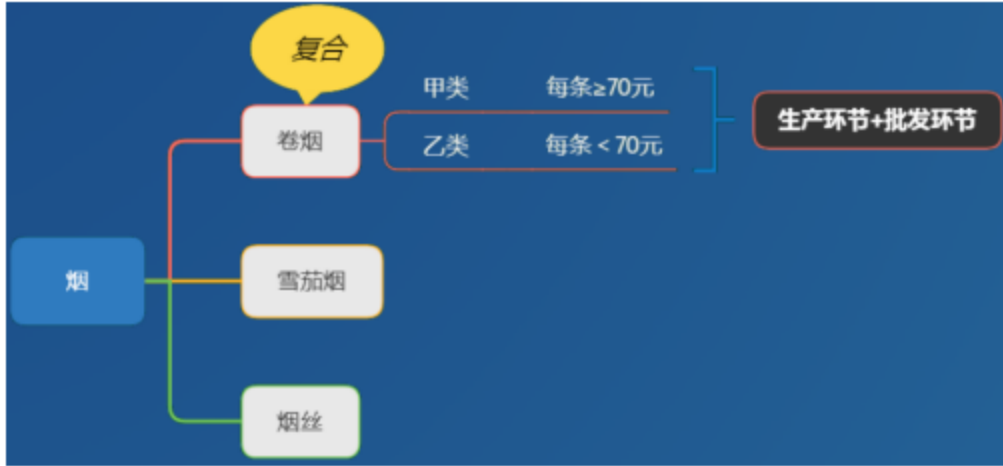 复合
甲类 每条≥70元
卷烟
乙类 每条＜70元
生产环节+批发环节
烟
雪茄烟
烟丝